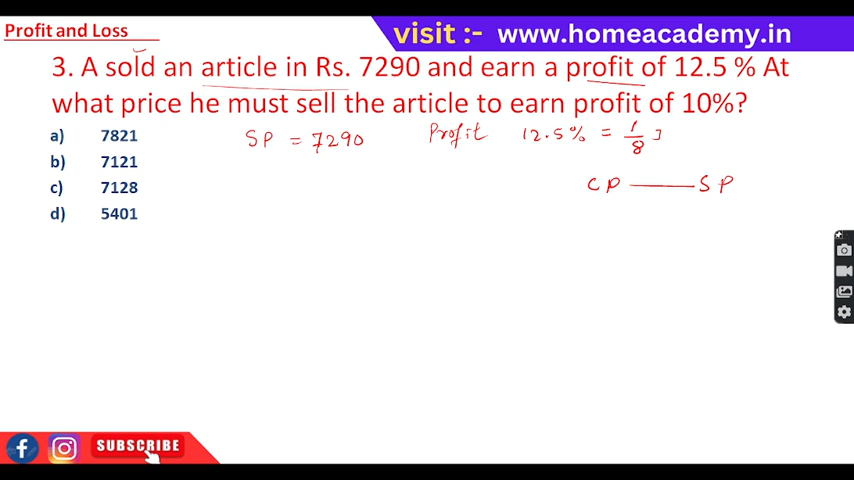 Profit and Loss
visit :- www.homeacademy.in
3. A sold an article in Rs. 7290 and earn a profit of 12.5 % At
what price he must sell the article to earn profit of 10%?
a) 7821
b) 7121
c) 7128
d) 5401
SP = 7290 Profit 12.5% = 1/8 ]
CP — SP
SUBSCRIBE